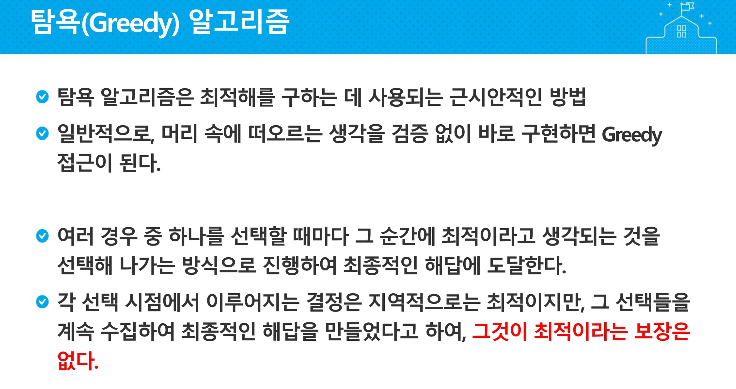 탐욕(Greedy) 알고리즘
탐욕 알고리즘은 최적해를 구하는 데 사용되는 근시안적인 방법
일반적으로, 머리 속에 떠오르는 생각을 검증 없이 바로 구현하면 Greedy
접근이 된다.
여러 경우 중 하나를 선택할 때마다 그 순간에 최적이라고 생각되는 것을
선택해 나가는 방식으로 진행하여 최종적인 해답에 도달한다.
각 선택 시점에서 이루어지는 결정은 지역적으로는 최적이지만, 그 선택들을
계속 수집하여 최종적인 해답을 만들었다고 하여, 그것이 최적이라는 보장은
없다.